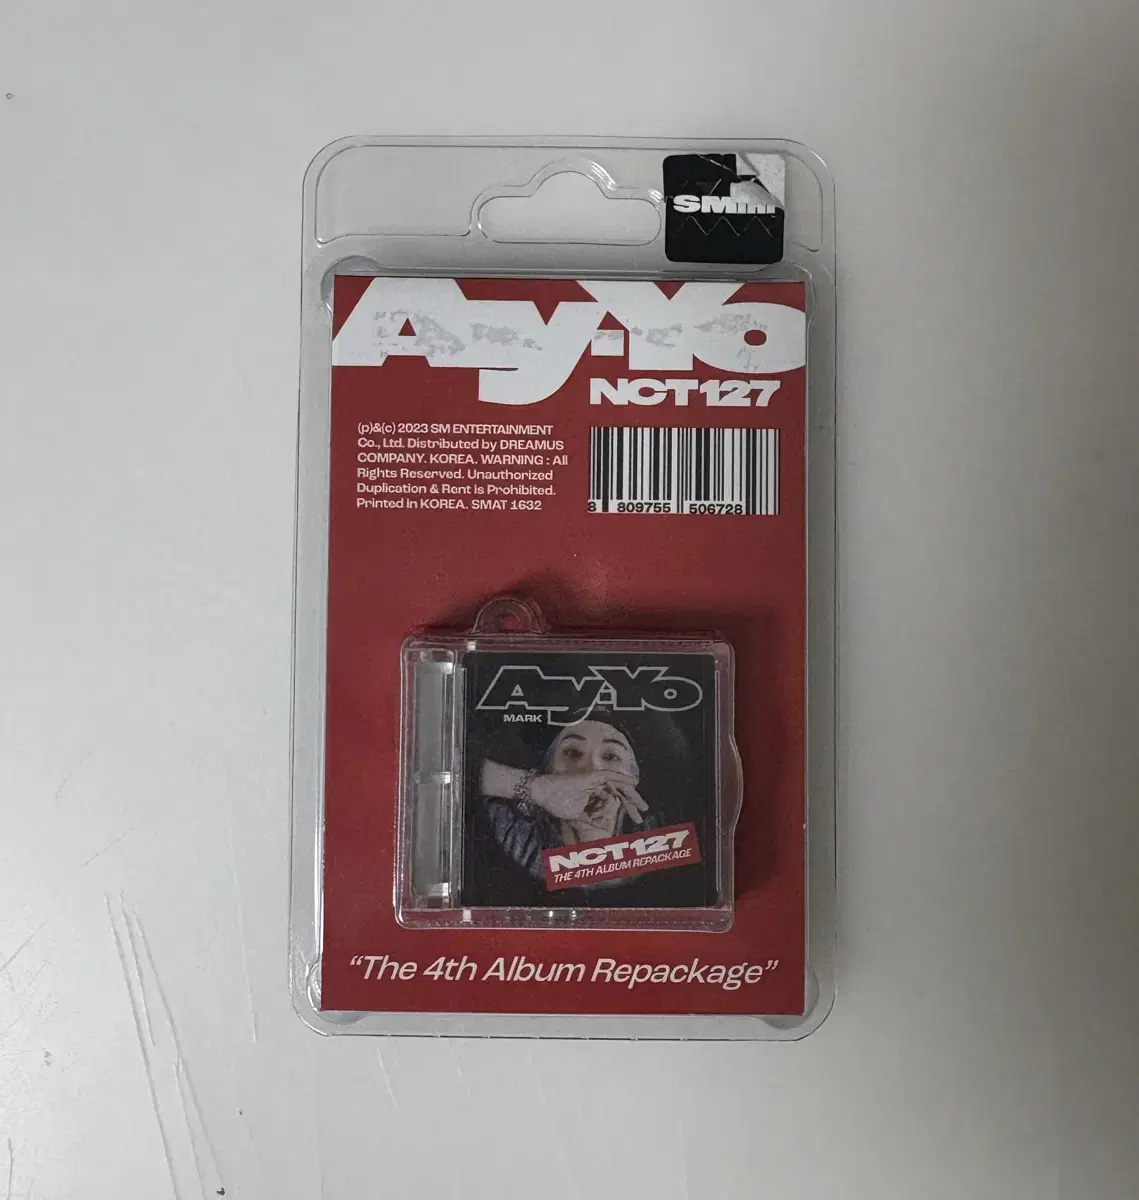 SMini
Ay-Yo
NCT 127
(p)&(c) 2023 SM ENTERTAINMENT
Co., Ltd. Distributed by DREAMUS
COMPANY. KOREA. WARNING : All
Rights Reserved. Unauthorized
Duplication & Rent is Prohibited.
Printed in KOREA. SMAT 1632
8 809755 506728
Ay-Yo
MARK
NCT 127
THE 4TH ALBUM REPACKAGE
“The 4th Album Repackage”